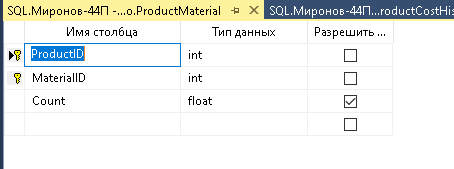 SQL.Миронов-44П -...o.ProductMaterial SQL.Миронов-44П...roductCostHis
Имя столбца Тип данных Разрешить ...
ProductID int
MaterialID int
Count float